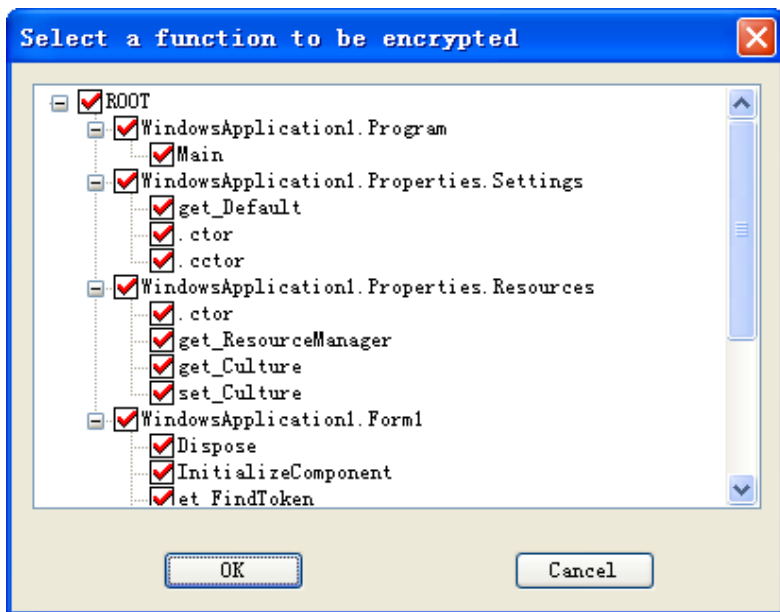 Select a function to be encrypted
ROOT
WindowsApplication1.Program
Main
WindowsApplication1.Properties.Settings
get_Default
.ctor
.cctor
WindowsApplication1.Properties.Resources
.ctor
get_ResourceManager
get_Culture
set_Culture
WindowsApplication1.Form1
Dispose
InitializeComponent
et_FindToken
OK
Cancel